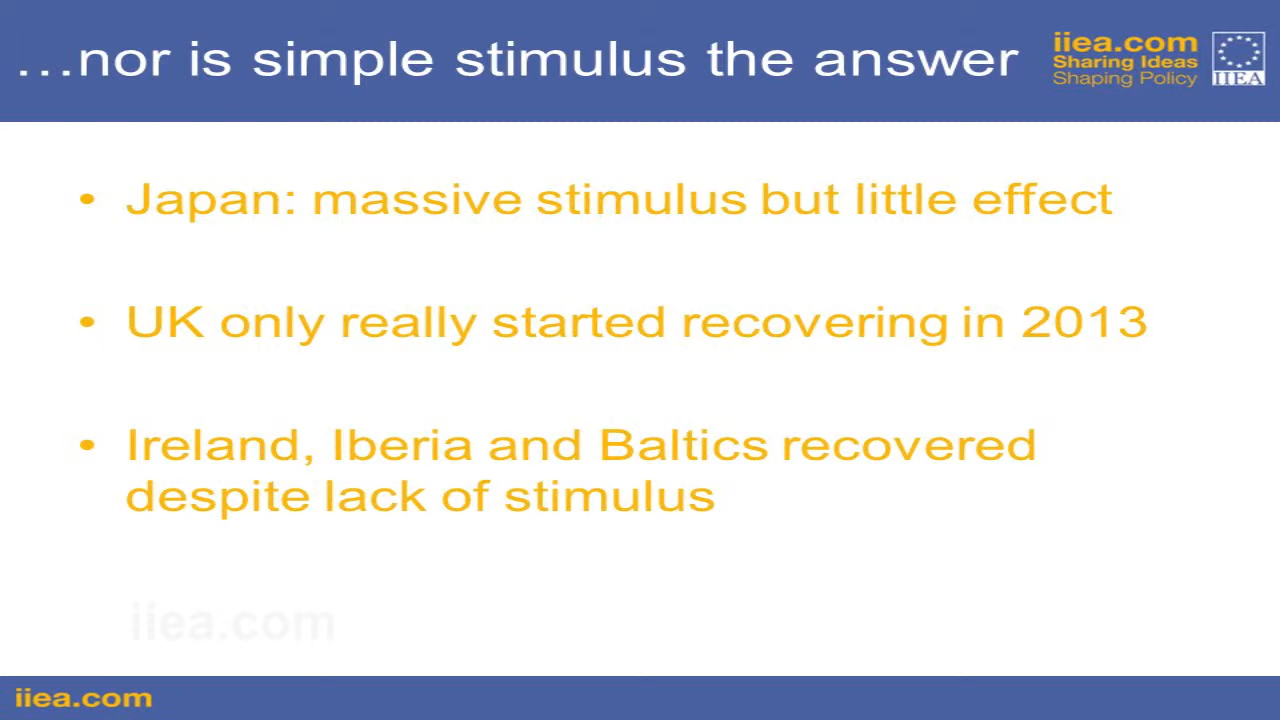 …nor is simple stimulus the answer
iiea.com
Sharing Ideas
Shaping Policy
IIEA
• Japan: massive stimulus but little effect
• UK only really started recovering in 2013
• Ireland, Iberia and Baltics recovered
despite lack of stimulus
iiea.com
iiea.com